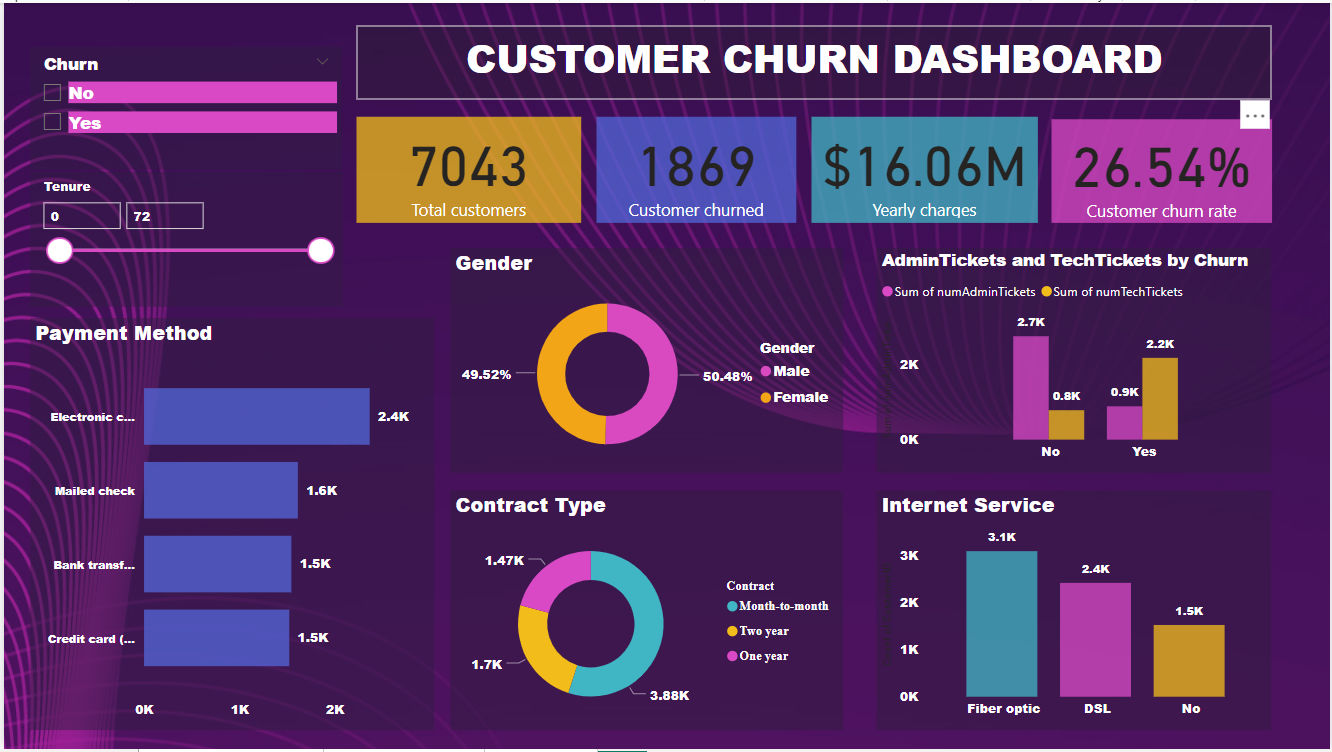 CUSTOMER CHURN DASHBOARD
Churn
No
Yes
Tenure
0 72
7043
Total customers
1869
Customer churned
$16.06M
Yearly charges
26.54%
Customer churn rate
Payment Method
Electronic c... 2.4K
Mailed check 1.6K
Bank transf... 1.5K
Credit card (... 1.5K
0K 1K 2K
Gender
49.52%
50.48%
Gender
Male
Female
AdminTickets and TechTickets by Churn
Sum of numAdminTickets Sum of numTechTickets
2K
0K
2.7K
0.8K
0.9K
2.2K
No Yes
Contract Type
1.47K
1.7K
3.88K
Contract
Month-to-month
Two year
One year
Internet Service
3K
2K
1K
0K
3.1K
2.4K
1.5K
Fiber optic DSL No